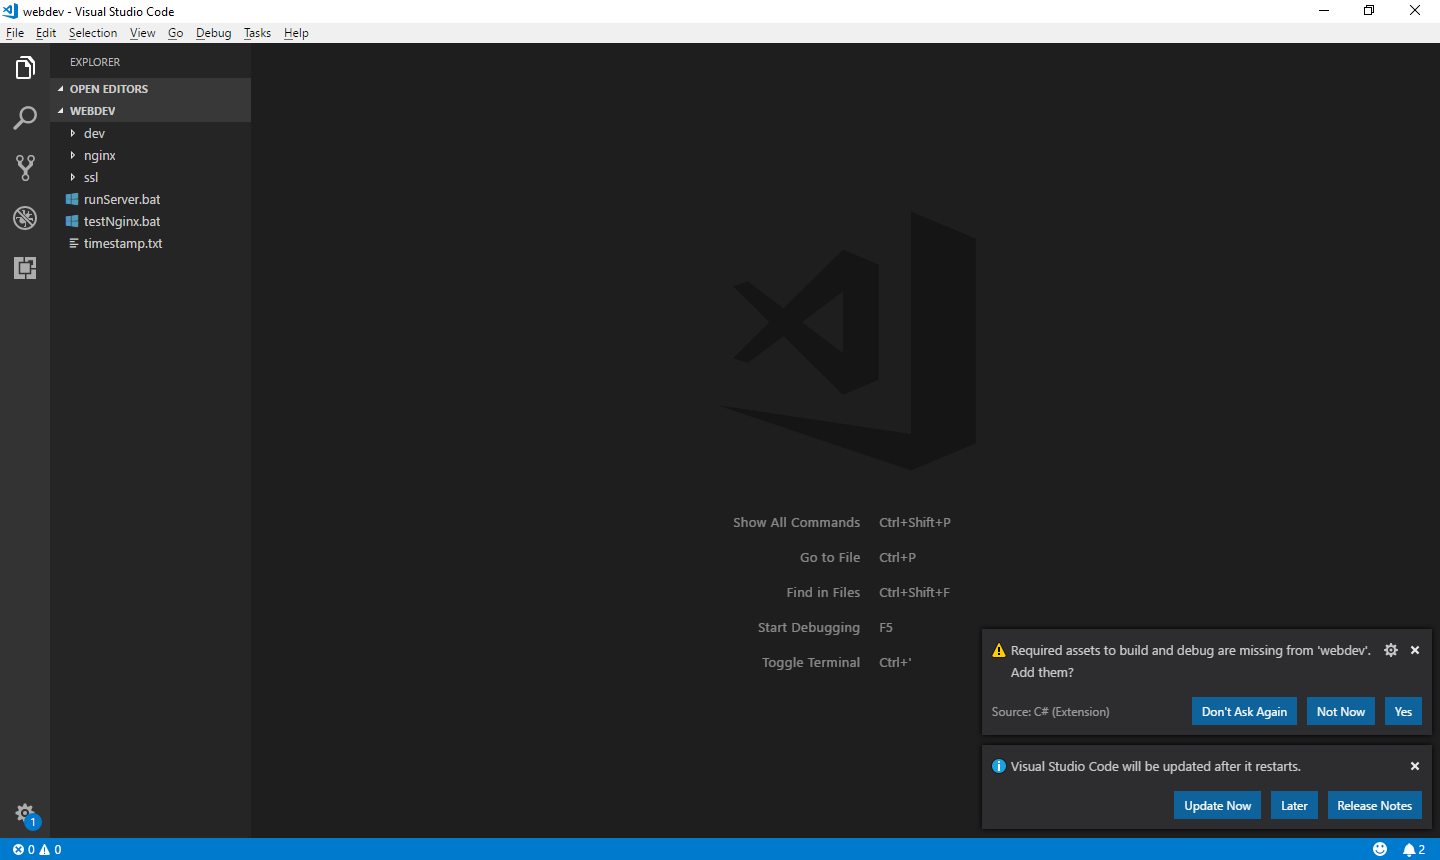 webdev - Visual Studio Code
File Edit Selection View Go Debug Tasks Help
EXPLORER
OPEN EDITORS
WEBDEV
dev
nginx
ssl
runServer.bat
testNginx.bat
timestamp.txt
Show All Commands Ctrl+Shift+P
Go to File Ctrl+P
Find in Files Ctrl+Shift+F
Start Debugging F5
Toggle Terminal Ctrl+'
Required assets to build and debug are missing from 'webdev'.
Add them?
Source: C# (Extension) Don't Ask Again Not Now Yes
Visual Studio Code will be updated after it restarts.
Update Now Later Release Notes
1
0 0 2